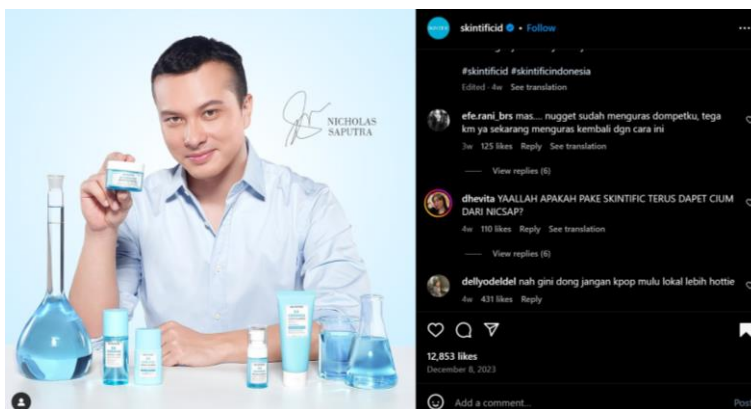 NICHOLAS
SAPUTRA
skintificid • Follow
#skintificid #skintificindonesia
Edited · 4w See translation
efe.rani_brs mas.... nugget sudah menguras dompetku, tega
km ya sekarang menguras kembali dgn cara ini
3w 125 likes Reply See translation
View replies (6)
dhevita YAALLAH APAKAH PAKE SKINTIFIC TERUS DAPET CIUM
DARI NICSAP?
4w 110 likes Reply See translation
View replies (6)
dellyodeldel nah gini dong jangan kpop mulu lokal lebih hottie
4w 431 likes Reply
12,853 likes
December 8, 2023
Add a comment...
Post